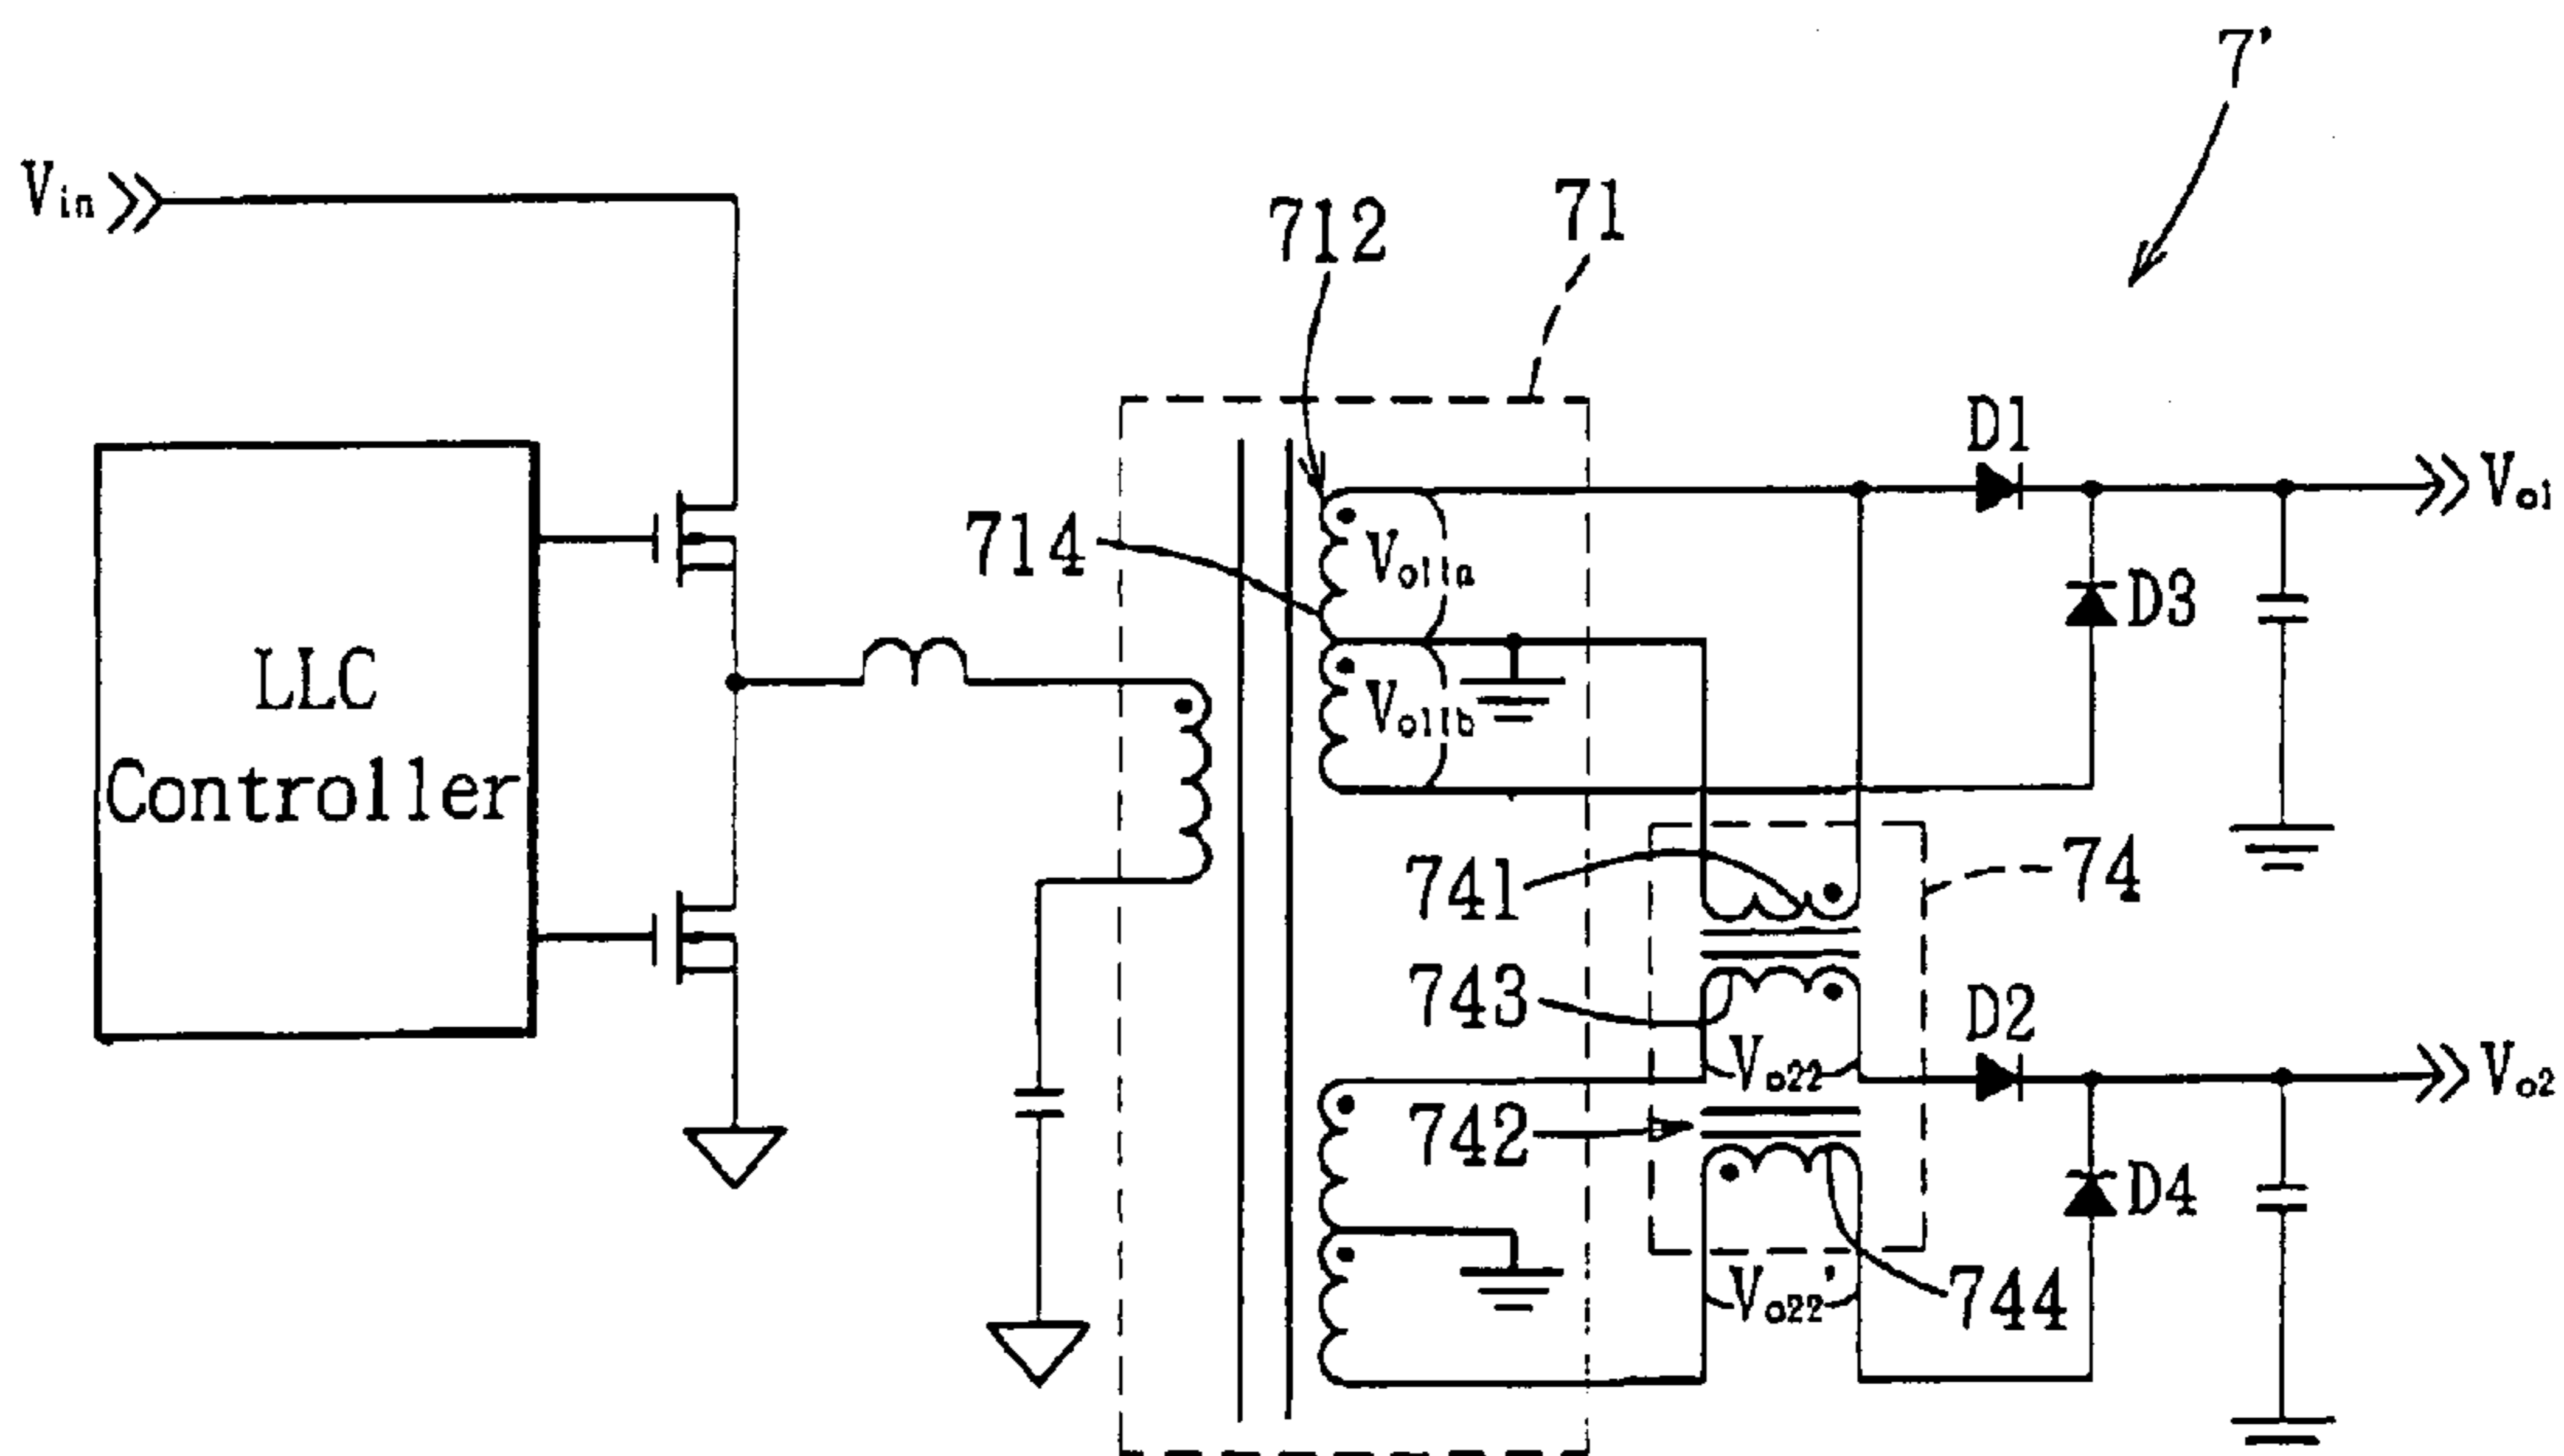 7'
Vin
712
71
D1
Vo1
714
Vo11a
D3
LLC
Controller
Vo11b
741
74
743
D2
Vo22
Vo2
742
D4
Vo22'
744